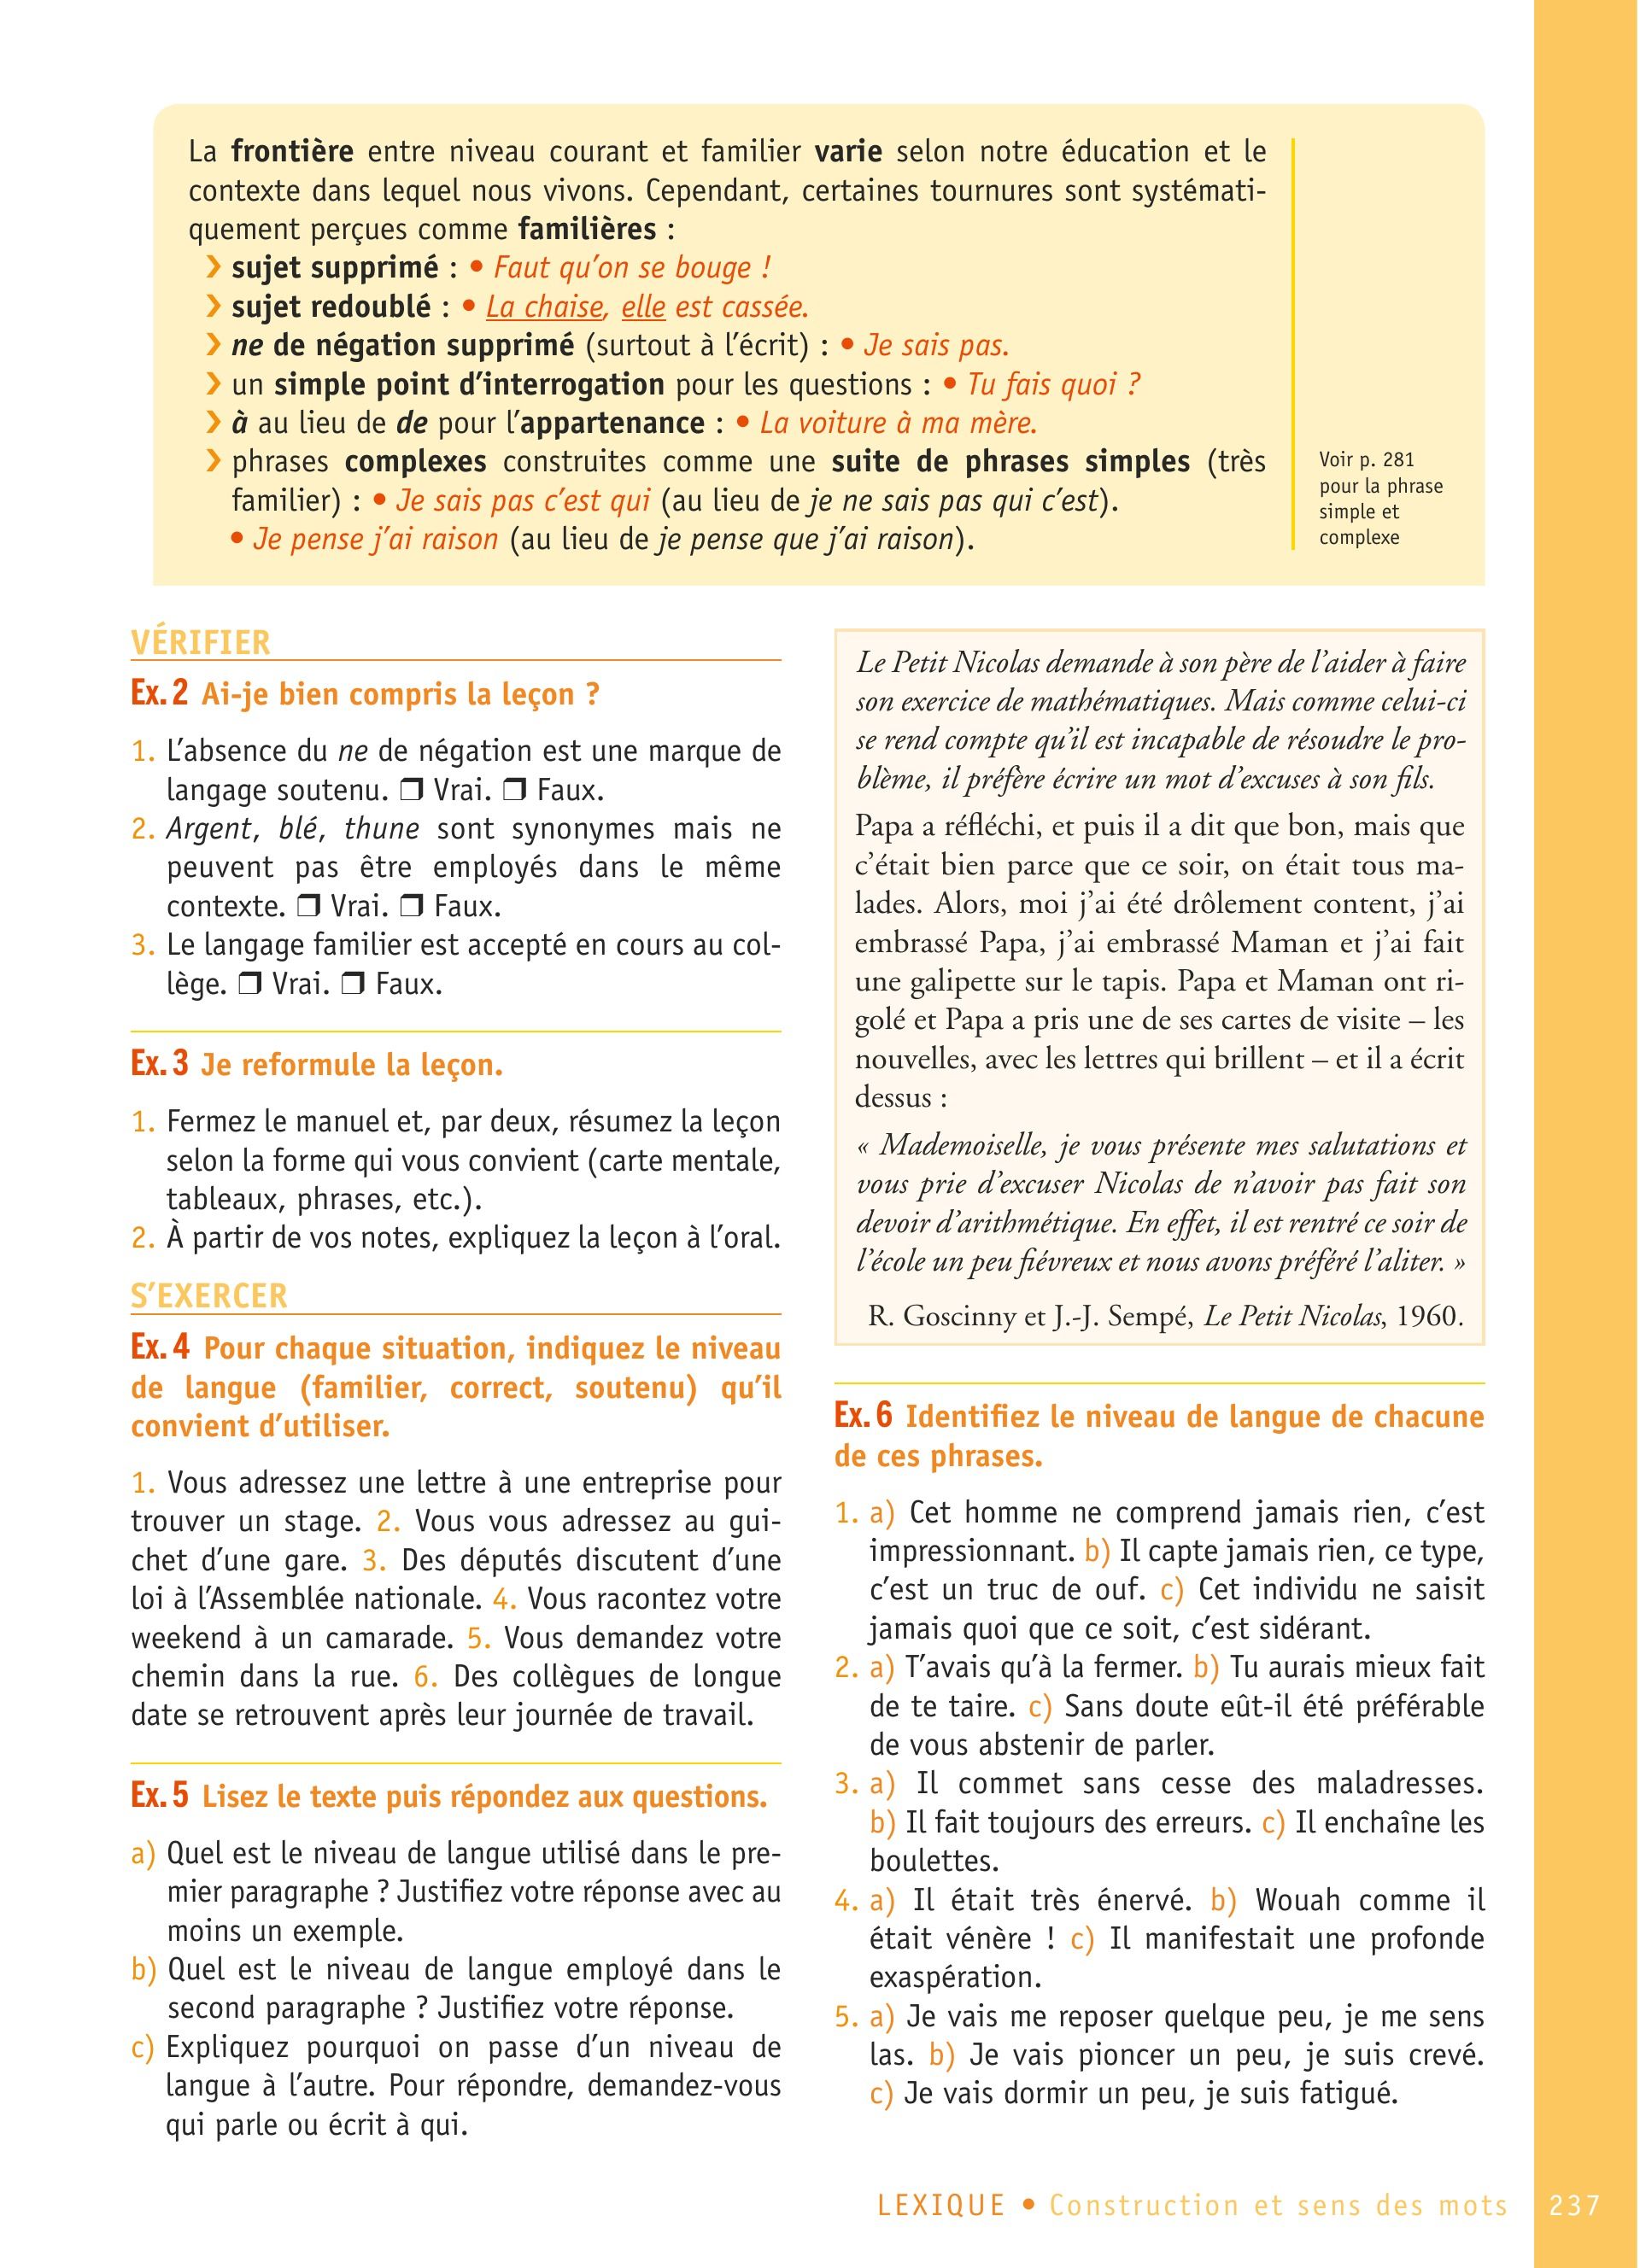 La frontière entre niveau courant et familier varie selon notre éducation et le
contexte dans lequel nous vivons. Cependant, certaines tournures sont systémati-
quement perçues comme familières :
› sujet supprimé : • Faut qu'on se bouge !
› sujet redoublé : • La chaise, elle est cassée.
› ne de négation supprimé (surtout à l'écrit) : • Je sais pas.
› un simple point d'interrogation pour les questions : • Tu fais quoi ?
› à au lieu de de pour l'appartenance : • La voiture à ma mère.
› phrases complexes construites comme une suite de phrases simples (très
familier) : • Je sais pas c'est qui (au lieu de je ne sais pas qui c'est).
• Je pense j'ai raison (au lieu de je pense que j'ai raison).
Voir p. 281
pour la phrase
simple et
complexe
VÉRIFIER
Ex. 2 Ai-je bien compris la leçon ?
1. L'absence du ne de négation est une marque de
langage soutenu. ❒ Vrai. ❒ Faux.
2. Argent, blé, thune sont synonymes mais ne
peuvent pas être employés dans le même
contexte. ❒ Vrai. ❒ Faux.
3. Le langage familier est accepté en cours au col-
lège. ❒ Vrai. ❒ Faux.
Ex. 3 Je reformule la leçon.
1. Fermez le manuel et, par deux, résumez la leçon
selon la forme qui vous convient (carte mentale,
tableaux, phrases, etc.).
2. À partir de vos notes, expliquez la leçon à l'oral.
S'EXERCER
Ex. 4 Pour chaque situation, indiquez le niveau
de langue (familier, correct, soutenu) qu'il
convient d'utiliser.
1. Vous adressez une lettre à une entreprise pour
trouver un stage. 2. Vous vous adressez au gui-
chet d'une gare. 3. Des députés discutent d'une
loi à l'Assemblée nationale. 4. Vous racontez votre
weekend à un camarade. 5. Vous demandez votre
chemin dans la rue. 6. Des collègues de longue
date se retrouvent après leur journée de travail.
Ex. 5 Lisez le texte puis répondez aux questions.
a) Quel est le niveau de langue utilisé dans le pre-
mier paragraphe ? Justifiez votre réponse avec au
moins un exemple.
b) Quel est le niveau de langue employé dans le
second paragraphe ? Justifiez votre réponse.
c) Expliquez pourquoi on passe d'un niveau de
langue à l'autre. Pour répondre, demandez-vous
qui parle ou écrit à qui.
Le Petit Nicolas demande à son père de l'aider à faire
son exercice de mathématiques. Mais comme celui-ci
se rend compte qu'il est incapable de résoudre le pro-
blème, il préfère écrire un mot d'excuses à son fils.
Papa a réfléchi, et puis il a dit que bon, mais que
c'était bien parce que ce soir, on était tous ma-
lades. Alors, moi j'ai été drôlement content, j'ai
embrassé Papa, j'ai embrassé Maman et j'ai fait
une galipette sur le tapis. Papa et Maman ont ri-
golé et Papa a pris une de ses cartes de visite – les
nouvelles, avec les lettres qui brillent – et il a écrit
dessus :
« Mademoiselle, je vous présente mes salutations et
vous prie d'excuser Nicolas de n'avoir pas fait son
devoir d'arithmétique. En effet, il est rentré ce soir de
l'école un peu fiévreux et nous avons préféré l'aliter. »
R. Goscinny et J.-J. Sempé, Le Petit Nicolas, 1960.
Ex. 6 Identifiez le niveau de langue de chacune
de ces phrases.
1. a) Cet homme ne comprend jamais rien, c'est
impressionnant. b) Il capte jamais rien, ce type,
c'est un truc de ouf. c) Cet individu ne saisit
jamais quoi que ce soit, c'est sidérant.
2. a) T'avais qu'à la fermer. b) Tu aurais mieux fait
de te taire. c) Sans doute eût-il été préférable
de vous abstenir de parler.
3. a) Il commet sans cesse des maladresses.
b) Il fait toujours des erreurs. c) Il enchaîne les
boulettes.
4. a) Il était très énervé. b) Wouah comme il
était vénère ! c) Il manifestait une profonde
exaspération.
5. a) Je vais me reposer quelque peu, je me sens
las. b) Je vais pioncer un peu, je suis crevé.
c) Je vais dormir un peu, je suis fatigué.
LEXIQUE • Construction et sens des mots 237